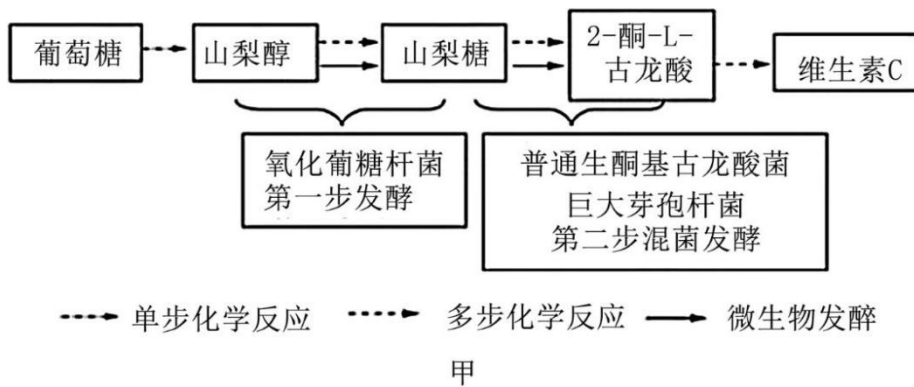 葡萄糖
山梨醇
山梨糖
2-酮-L-
古龙酸
维生素C
氧化葡糖杆菌
第一步发酵
普通生酮基古龙酸菌
巨大芽孢杆菌
第二步混菌发酵
单步化学反应
多步化学反应
微生物发醉
甲